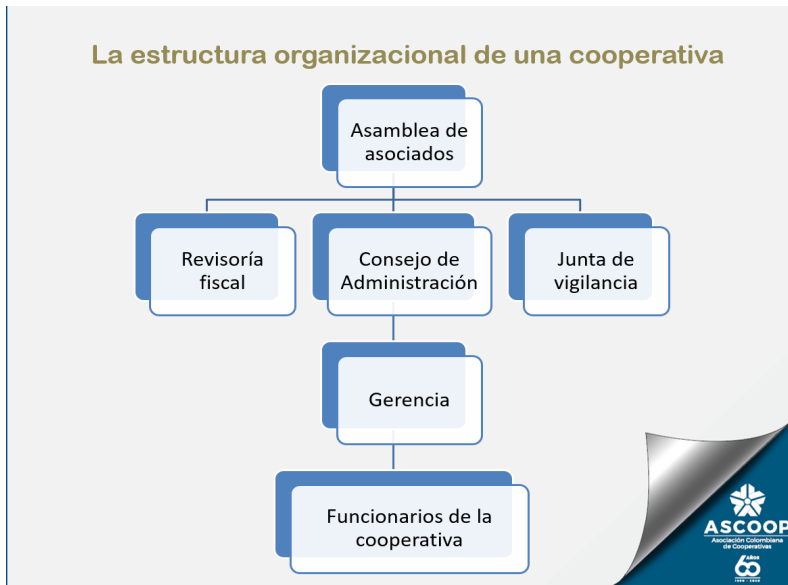 La estructura organizacional de una cooperativa
Asamblea de
asociados
Revisoría
fiscal
Consejo de
Administración
Junta de
vigilancia
Gerencia
Funcionarios de la
cooperativa
ASCOOP
Asociación Colombiana
de Cooperativas
60
AÑOS